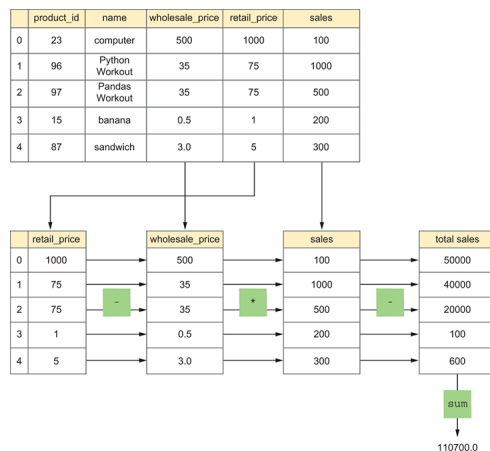 product_id name wholesale_price retail_price sales
0 23 computer 500 1000 100
1 96 Python Workout 35 75 1000
2 97 Pandas Workout 35 75 500
3 15 banana 0.5 1 200
4 87 sandwich 3.0 5 300
retail_price wholesale_price sales total sales
0 1000 500 100 50000
1 75 35 1000 40000
- * -
2 75 35 500 20000
3 1 0.5 200 100
4 5 3.0 300 600
sum
110700.0